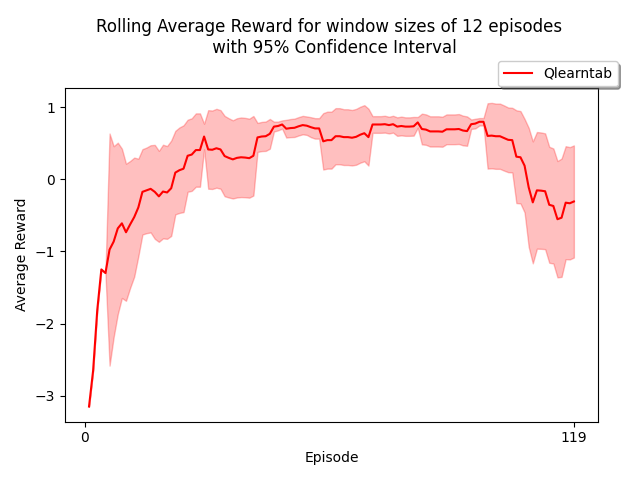 Rolling Average Reward for window sizes of 12 episodes
with 95% Confidence Interval
Qlearntab
1
0
−1
−2
−3
Average Reward
0
119
Episode